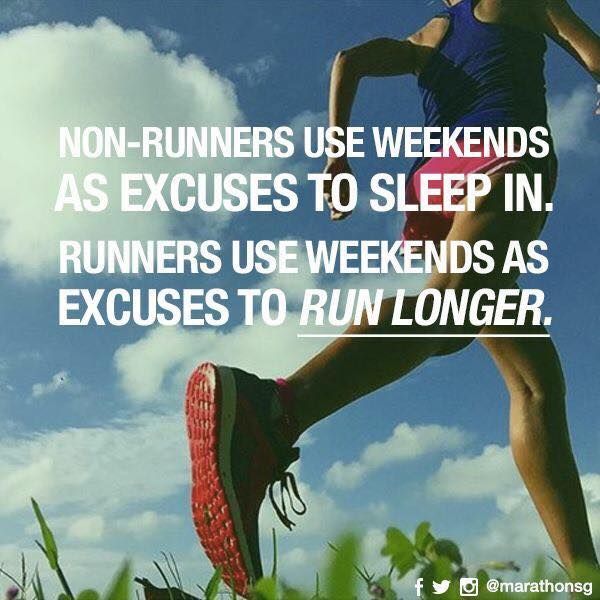 NON-RUNNERS USE WEEKENDS
AS EXCUSES TO SLEEP IN.
RUNNERS USE WEEKENDS AS
EXCUSES TO RUN LONGER.
@marathonsg